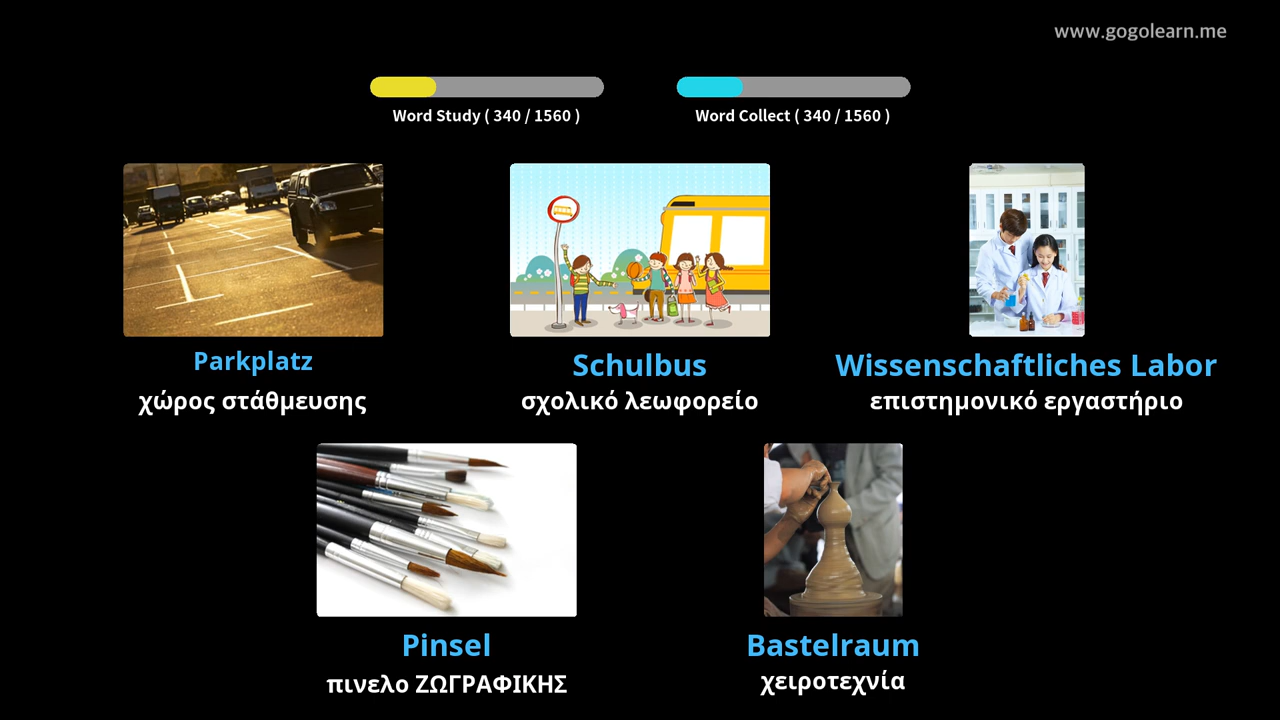 www.gogolearn.me
Word Study ( 340 / 1560 )
Word Collect ( 340 / 1560 )
Parkplatz
χώρος στάθμευσης
Schulbus
σχολικό λεωφορείο
Wissenschaftliches Labor
επιστημονικό εργαστήριο
Pinsel
πινελο ΖΩΓΡΑΦΙΚΗΣ
Bastelraum
χειροτεχνία